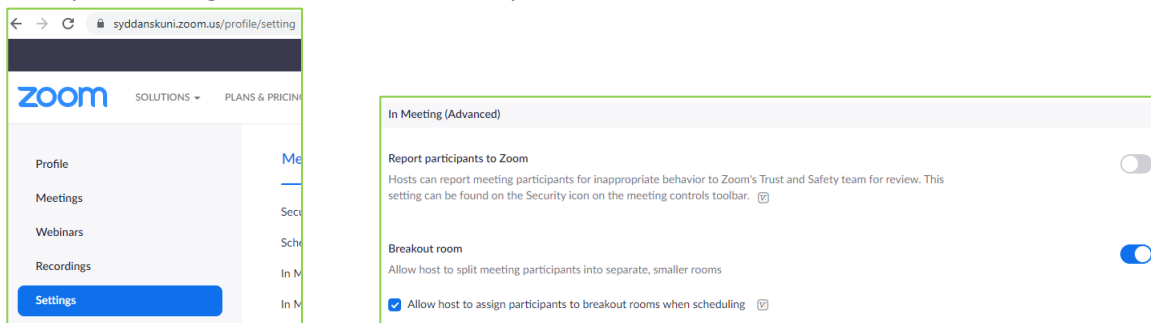 syddanskuni.zoom.us/profile/setting
zoom SOLUTIONS PLANS & PRICIN
Profile
Meetings
Webinars
Recordings
Settings
Me
Secu
Sche
In M
In M
In Meeting (Advanced)
Report participants to Zoom
Hosts can report meeting participants for inappropriate behavior to Zoom's Trust and Safety team for review. This
setting can be found on the Security icon on the meeting controls toolbar.
Breakout room
Allow host to split meeting participants into separate, smaller rooms
Allow host to assign participants to breakout rooms when scheduling